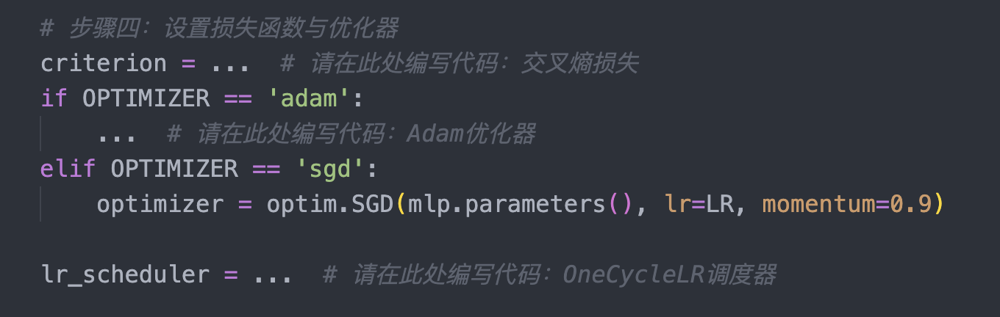 # 步骤四：设置损失函数与优化器
criterion = ...  # 请在此处编写代码：交叉熵损失
if OPTIMIZER == 'adam':
    ...  # 请在此处编写代码：Adam优化器
elif OPTIMIZER == 'sgd':
    optimizer = optim.SGD(mlp.parameters(), lr=LR, momentum=0.9)
lr_scheduler = ...  # 请在此处编写代码：OneCycleLR调度器